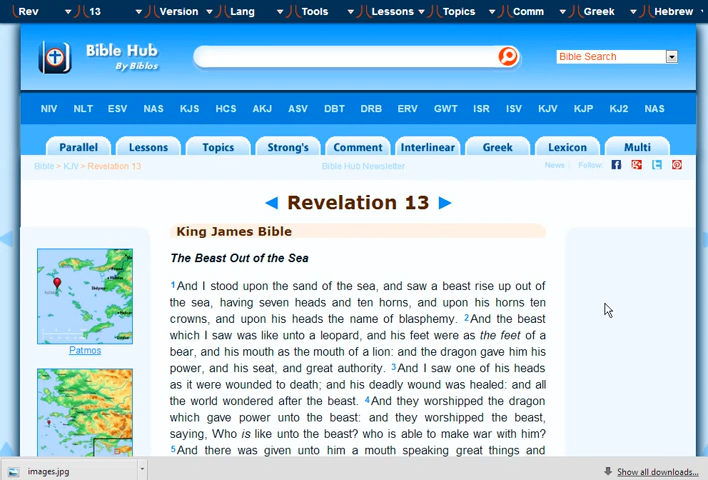 Rev 13 Version Lang Tools Lessons Topics Comm Greek Hebrew
Bible Hub
By Biblos
Bible Search
NIV NLT ESV NAS KJS HCS AKJ ASV DBT DRB ERV GWT ISR ISV KJV KJP KJ2 NAS
Parallel Lessons Topics Strong's Comment Interlinear Greek Lexicon Multi
Bible > KJV > Revelation 13 Bible Hub Newsletter News Follow:
Revelation 13
King James Bible
The Beast Out of the Sea
1And I stood upon the sand of the sea, and saw a beast rise up out of
the sea, having seven heads and ten horns, and upon his horns ten
crowns, and upon his heads the name of blasphemy. 2And the beast
which I saw was like unto a leopard, and his feet were as the feet of a
bear, and his mouth as the mouth of a lion: and the dragon gave him his
power, and his seat, and great authority. 3And I saw one of his heads
as it were wounded to death; and his deadly wound was healed: and all
the world wondered after the beast. 4And they worshipped the dragon
which gave power unto the beast: and they worshipped the beast,
saying, Who is like unto the beast? who is able to make war with him?
5And there was given unto him a mouth speaking great things and
Patmos
images.jpg
Show all downloads...